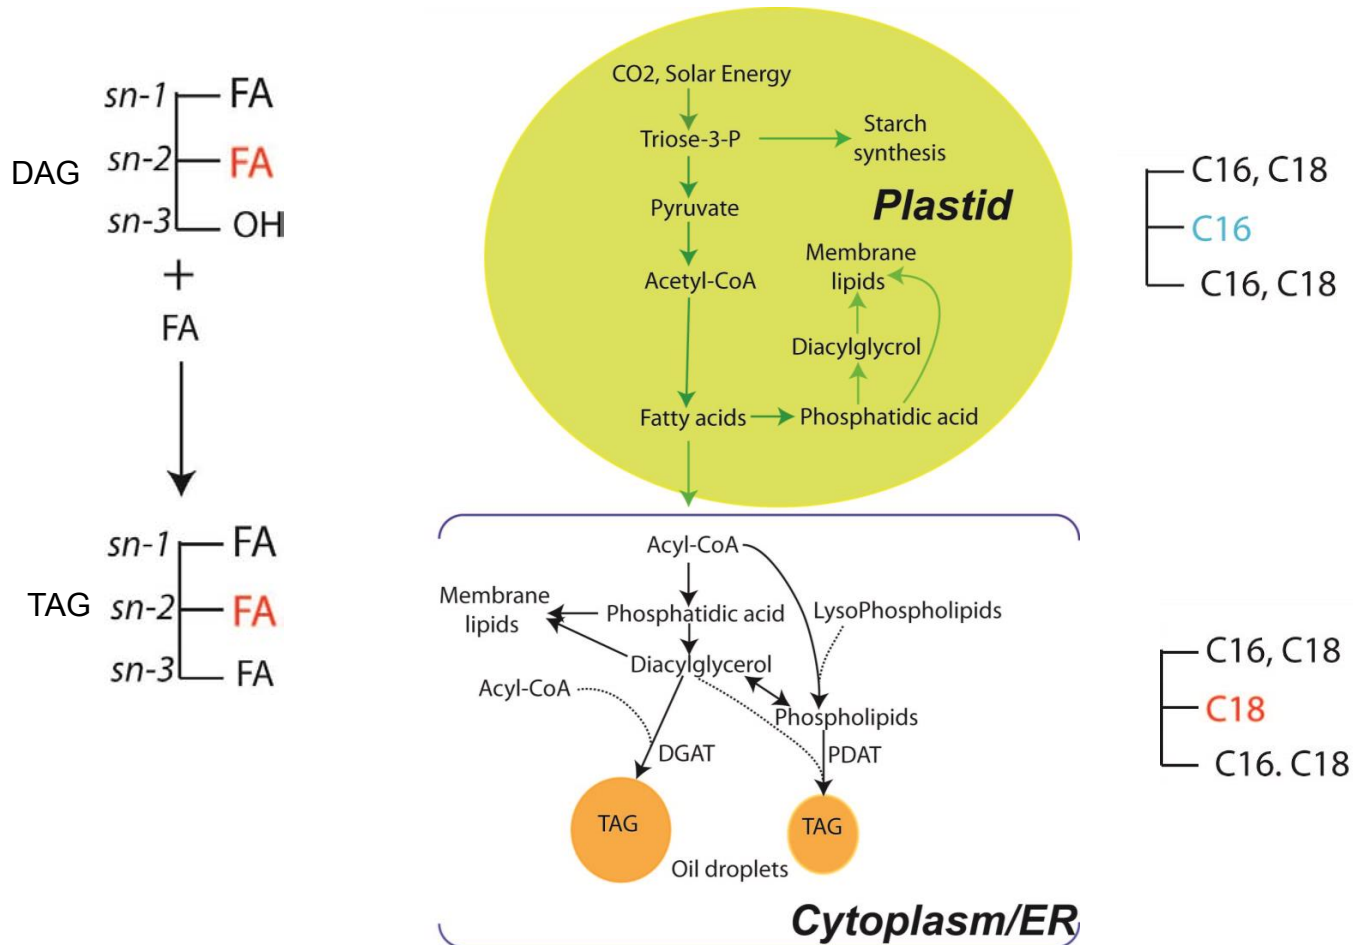 DAG
sn-1 FA
sn-2 FA
sn-3 OH
+
FA
TAG
sn-1 FA
sn-2 FA
sn-3 FA
CO2, Solar Energy
Triose-3-P
Starch
synthesis
Pyruvate
Plastid
Acetyl-CoA
Membrane
lipids
Diacylglycrol
Fatty acids
Phosphatidic acid
Acyl-CoA
Membrane
lipids
Phosphatidic acid
LysoPhospholipids
Diacylglycerol
Acyl-CoA
Phospholipids
DGAT
PDAT
TAG
TAG
Oil droplets
Cytoplasm/ER
C16, C18
C16
C16, C18
C16, C18
C18
C16. C18